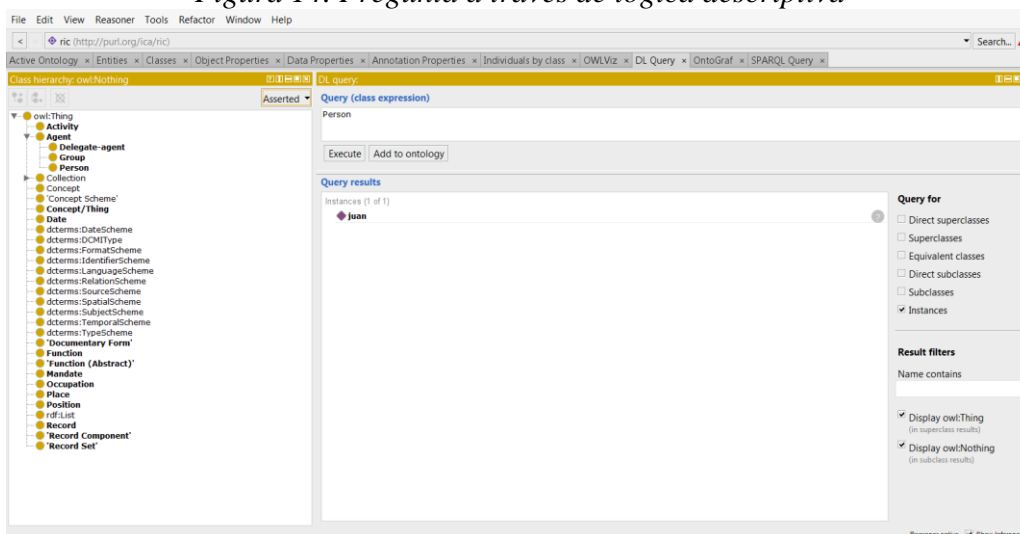 Figura 14. Pregunta a través de lógica descriptiva
File Edit View Reasoner Tools Refactor Window Help
< > ric (http://purl.org/ica/ric) Search...
Active Ontology × Entities × Classes × Object Properties × Data Properties × Annotation Properties × Individuals by class × OWLViz × DL Query × OntoGraf × SPARQL Query ×
Class hierarchy: owl:Nothing
Asserted
owl:Thing
Activity
Agent
Delegate-agent
Group
Person
Collection
Concept
'Concept Scheme'
Concept/Thing
Date
dcterms:DateScheme
dcterms:DCMIType
dcterms:FormatScheme
dcterms:IdentifierScheme
dcterms:LanguageScheme
dcterms:RelationScheme
dcterms:SourceScheme
dcterms:SpatialScheme
dcterms:SubjectScheme
dcterms:TemporalScheme
dcterms:TypeScheme
'Documentary Form'
Function
'Function (Abstract)'
Mandate
Occupation
Place
Position
rdf:List
Record
'Record Component'
'Record Set'
DL query:
Query (class expression)
Person
Execute Add to ontology
Query results
Instances (1 of 1)
juan ?
Query for
Direct superclasses
Superclasses
Equivalent classes
Direct subclasses
Subclasses
Instances
Result filters
Name contains
Display owl:Thing
(in superclass results)
Display owl:Nothing
(in subclass results)